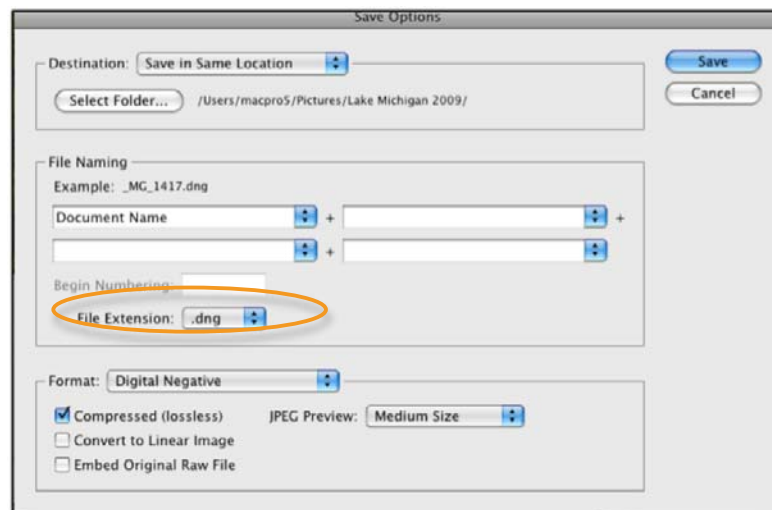 Save Options
Destination: Save in Same Location
Save
Select Folder... /Users/macpro5/Pictures/Lake Michigan 2009/
Cancel
File Naming
Example: _MG_1417.dng
Document Name + +
+
Begin Numbering:
File Extension: .dng
Format: Digital Negative
Compressed (lossless) JPEG Preview: Medium Size
Convert to Linear Image
Embed Original Raw File